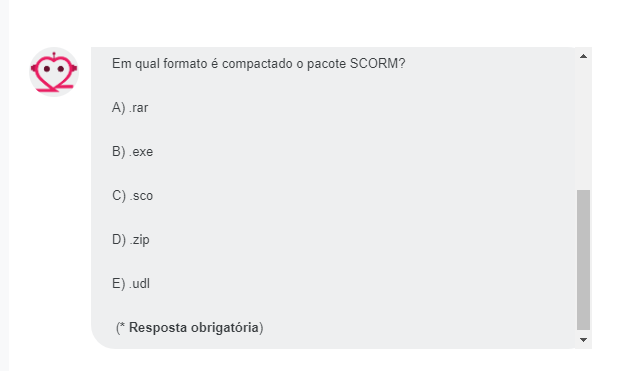 Em qual formato é compactado o pacote SCORM?
A) .rar
B) .exe
C) .sco
D) .zip
E) .udl
(* Resposta obrigatória)